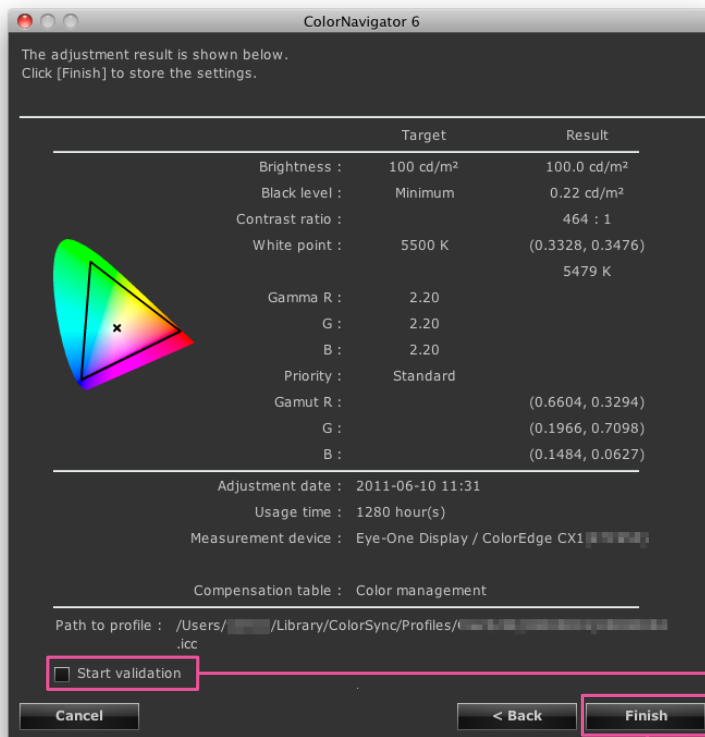 ColorNavigator 6
The adjustment result is shown below.
Click [Finish] to store the settings.
Target Result
Brightness : 100 cd/m² 100.0 cd/m²
Black level : Minimum 0.22 cd/m²
Contrast ratio : 464 : 1
White point : 5500 K (0.3328, 0.3476)
5479 K
Gamma R : 2.20
G : 2.20
B : 2.20
Priority : Standard
Gamut R : (0.6604, 0.3294)
G : (0.1966, 0.7098)
B : (0.1484, 0.0627)
Adjustment date : 2011-06-10 11:31
Usage time : 1280 hour(s)
Measurement device : Eye-One Display / ColorEdge CX1
Compensation table : Color management
Path to profile : /Users/ /Library/ColorSync/Profiles/
.icc
Start validation
Cancel < Back Finish